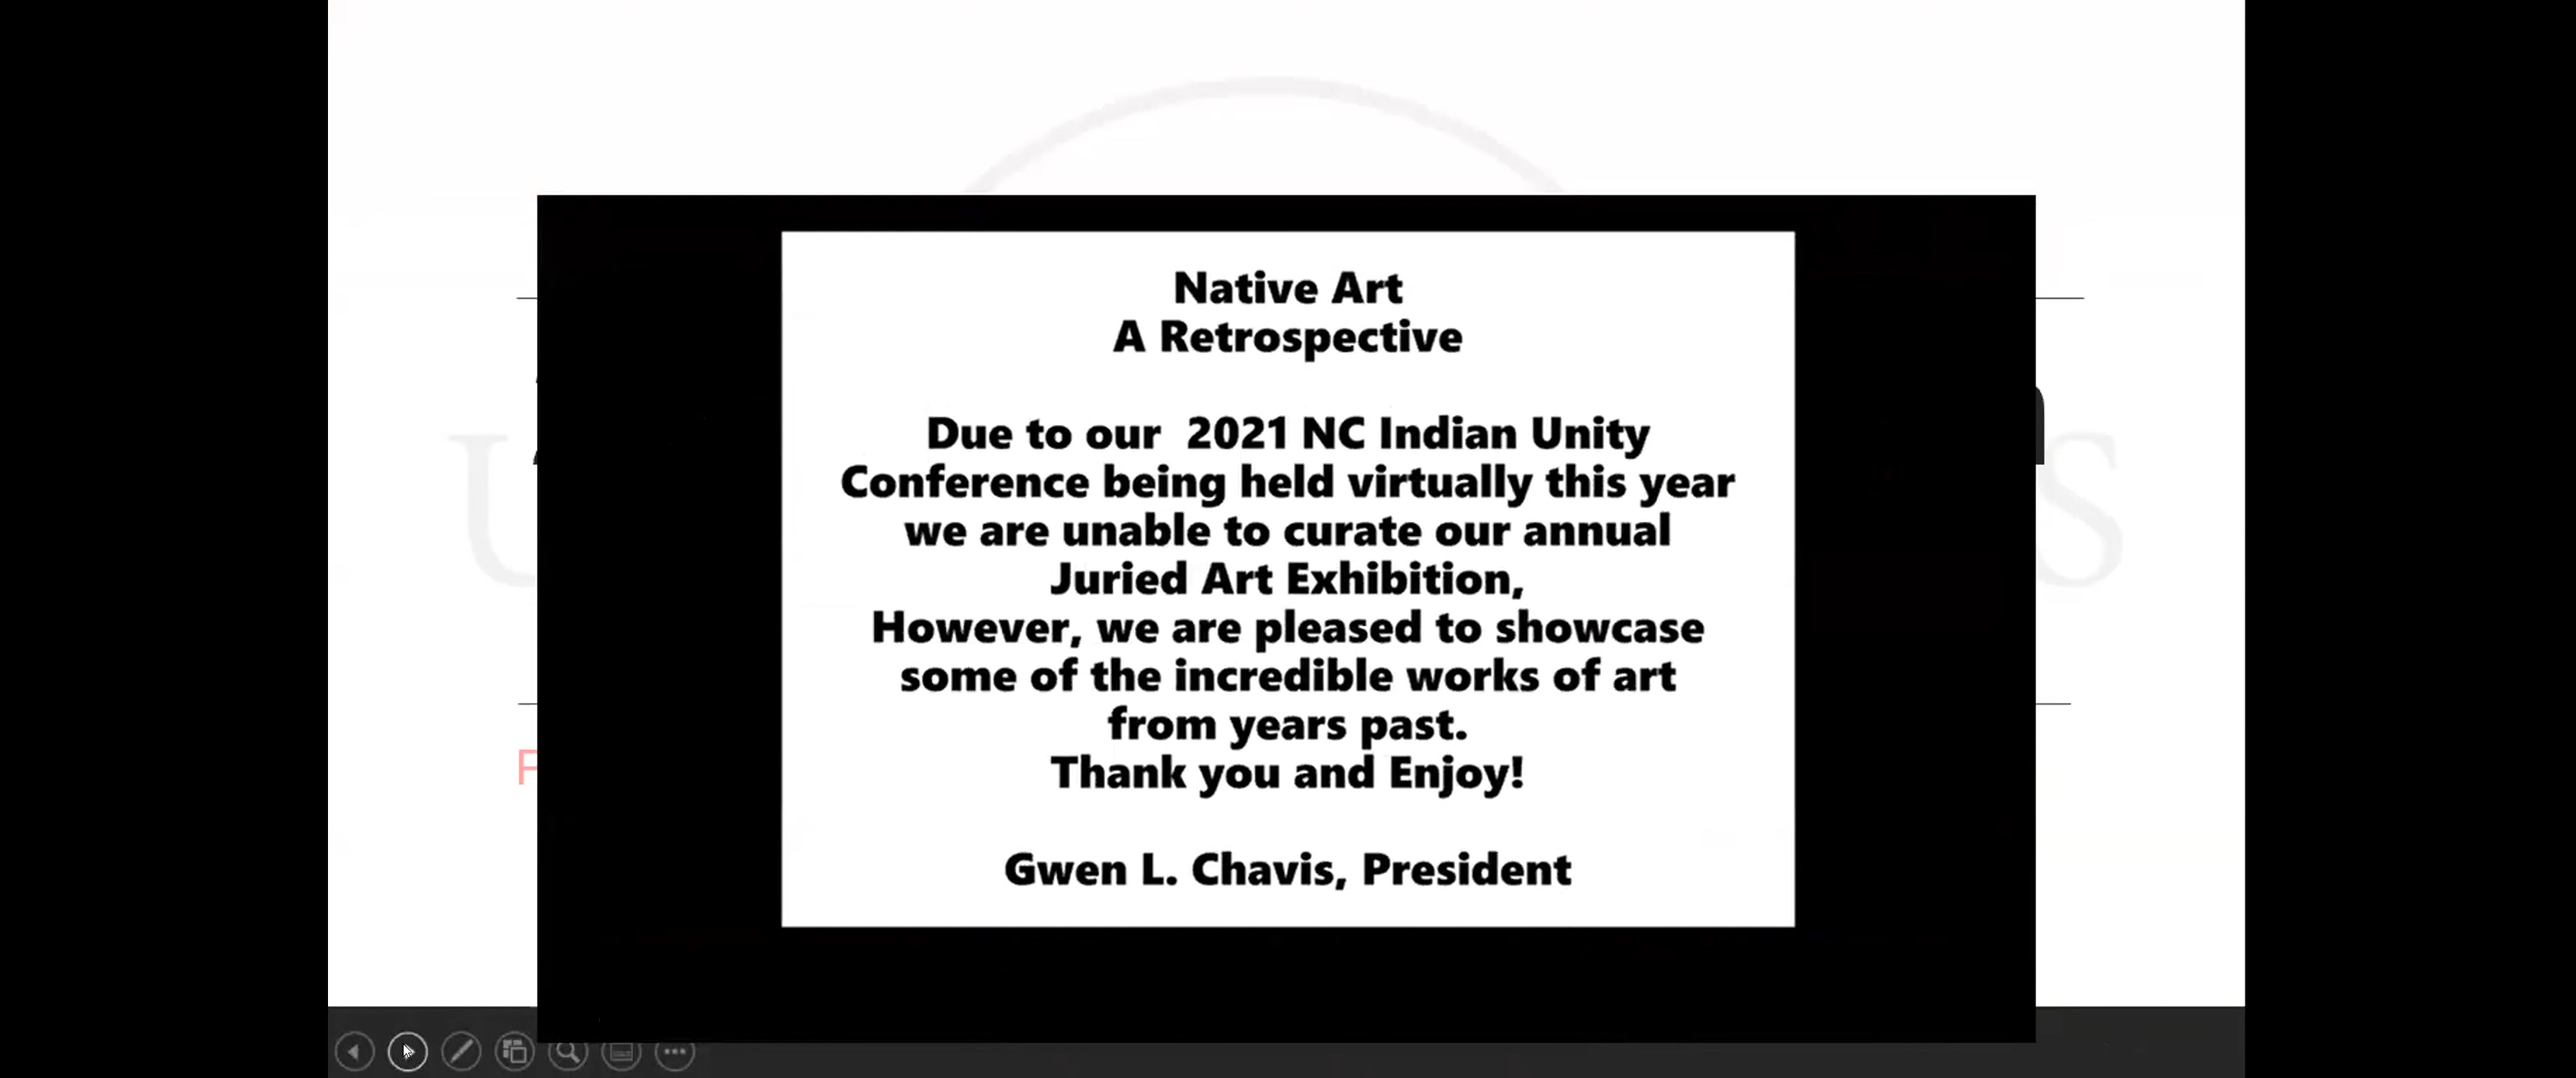 Native Art
A Retrospective
Due to our 2021 NC Indian Unity
Conference being held virtually this year
we are unable to curate our annual
Juried Art Exhibition,
However, we are pleased to showcase
some of the incredible works of art
from years past.
Thank you and Enjoy!
Gwen L. Chavis, President